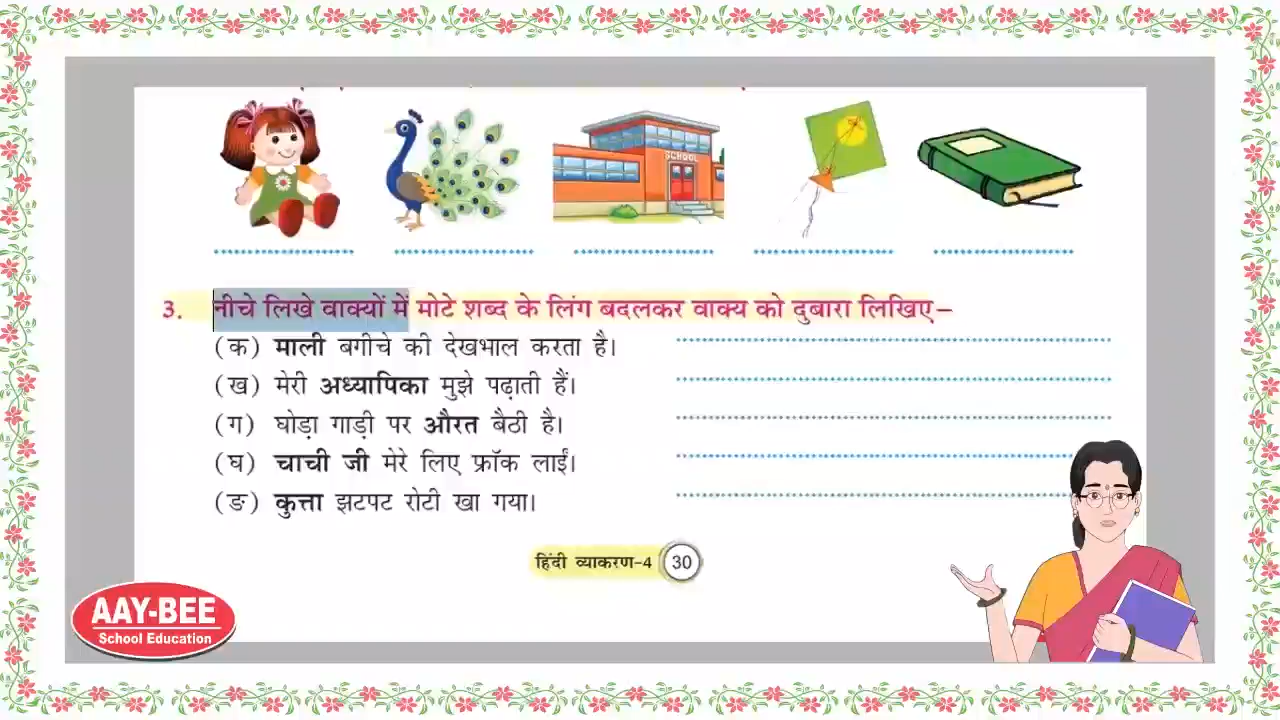 SCHOOL
3. नीचे लिखे वाक्यों में मोटे शब्द के लिंग बदलकर वाक्य को दुबारा लिखिए–
(क) माली बगीचे की देखभाल करता है।
(ख) मेरी अध्यापिका मुझे पढ़ाती हैं।
(ग) घोड़ा गाड़ी पर औरत बैठी है।
(घ) चाची जी मेरे लिए फ्रॉक लाईं।
(ङ) कुत्ता झटपट रोटी खा गया।
हिंदी व्याकरण-4 30
AAY-BEE
School Education